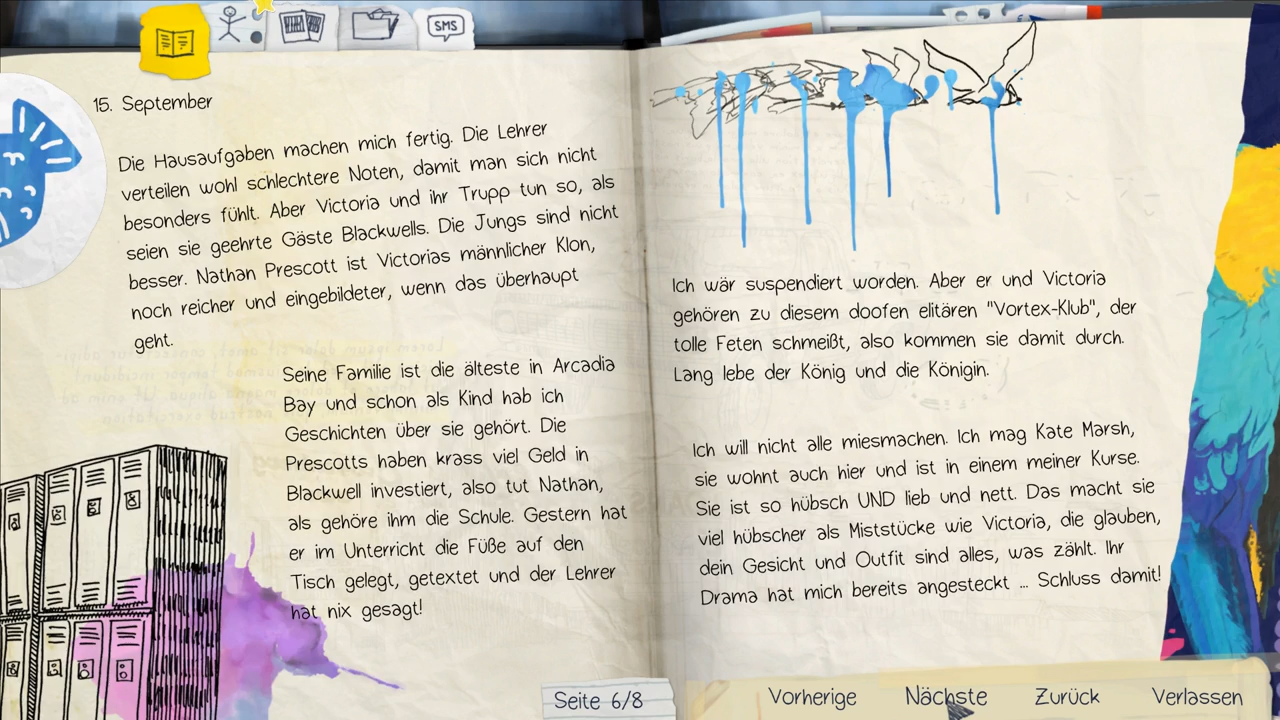 SMS
15. September
Die Hausaufgaben machen mich fertig. Die Lehrer
verteilen wohl schlechtere Noten, damit man sich nicht
besonders fühlt. Aber Victoria und ihr Trupp tun so, als
seien sie geehrte Gäste Blackwells. Die Jungs sind nicht
besser. Nathan Prescott ist Victorias männlicher Klon,
noch reicher und eingebildeter, wenn das überhaupt
geht.
Seine Familie ist die älteste in Arcadia
Bay und schon als Kind hab ich
Geschichten über sie gehört. Die
Prescotts haben krass viel Geld in
Blackwell investiert, also tut Nathan,
als gehöre ihm die Schule. Gestern hat
er im Unterricht die Füße auf den
Tisch gelegt, getextet und der Lehrer
hat nix gesagt!
Ich wär suspendiert worden. Aber er und Victoria
gehören zu diesem doofen elitären "Vortex-Klub", der
tolle Feten schmeißt, also kommen sie damit durch.
Lang lebe der König und die Königin.
Ich will nicht alle miesmachen. Ich mag Kate Marsh,
sie wohnt auch hier und ist in einem meiner Kurse.
Sie ist so hübsch UND lieb und nett. Das macht sie
viel hübscher als Miststücke wie Victoria, die glauben,
dein Gesicht und Outfit sind alles, was zählt. Ihr
Drama hat mich bereits angesteckt ... Schluss damit!
Seite 6/8
Vorherige Nächste Zurück Verlassen